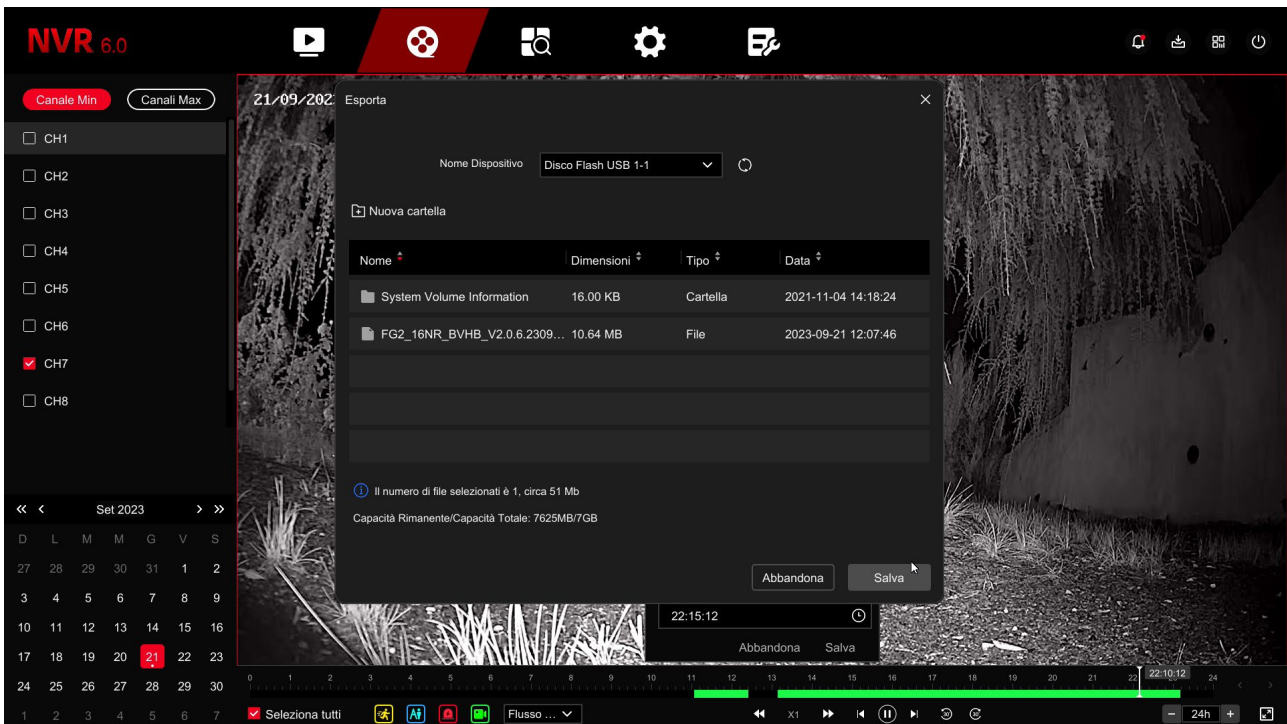 NVR 6.0
Canale Min
Canali Max
CH1
CH2
CH3
CH4
CH5
CH6
CH7
CH8
Set 2023
D L M M G V S
27 28 29 30 31 1 2
3 4 5 6 7 8 9
10 11 12 13 14 15 16
17 18 19 20 21 22 23
24 25 26 27 28 29 30
1 2 3 4 5 6 7
21/09/202
Esporta
Nome Dispositivo Disco Flash USB 1-1
Nuova cartella
Nome Dimensioni Tipo Data
System Volume Information 16.00 KB Cartella 2021-11-04 14:18:24
FG2_16NR_BVHB_V2.0.6.2309... 10.64 MB File 2023-09-21 12:07:46
Il numero di file selezionati è 1, circa 51 Mb
Capacità Rimanente/Capacità Totale: 7625MB/7GB
Abbandona Salva
22:15:12
Abbandona Salva
22:10:12
0 1 2 3 4 5 6 7 8 9 10 11 12 13 14 15 16 17 18 19 20 21 22 24
Seleziona tutti
Flusso ...
X1
30 30
24h